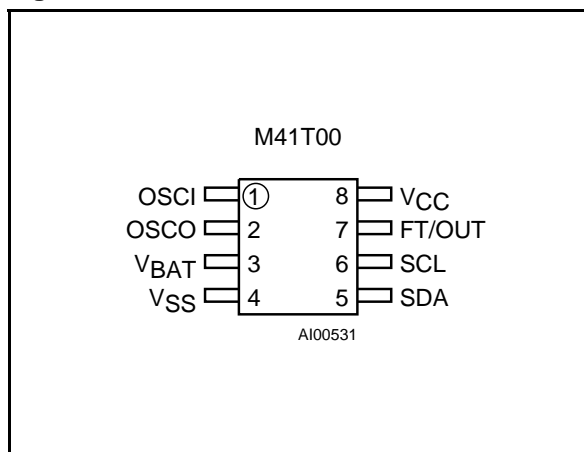 M41T00
OSCI 1 8 VCC
OSCO 2 7 FT/OUT
VBAT 3 6 SCL
VSS 4 5 SDA
AI00531